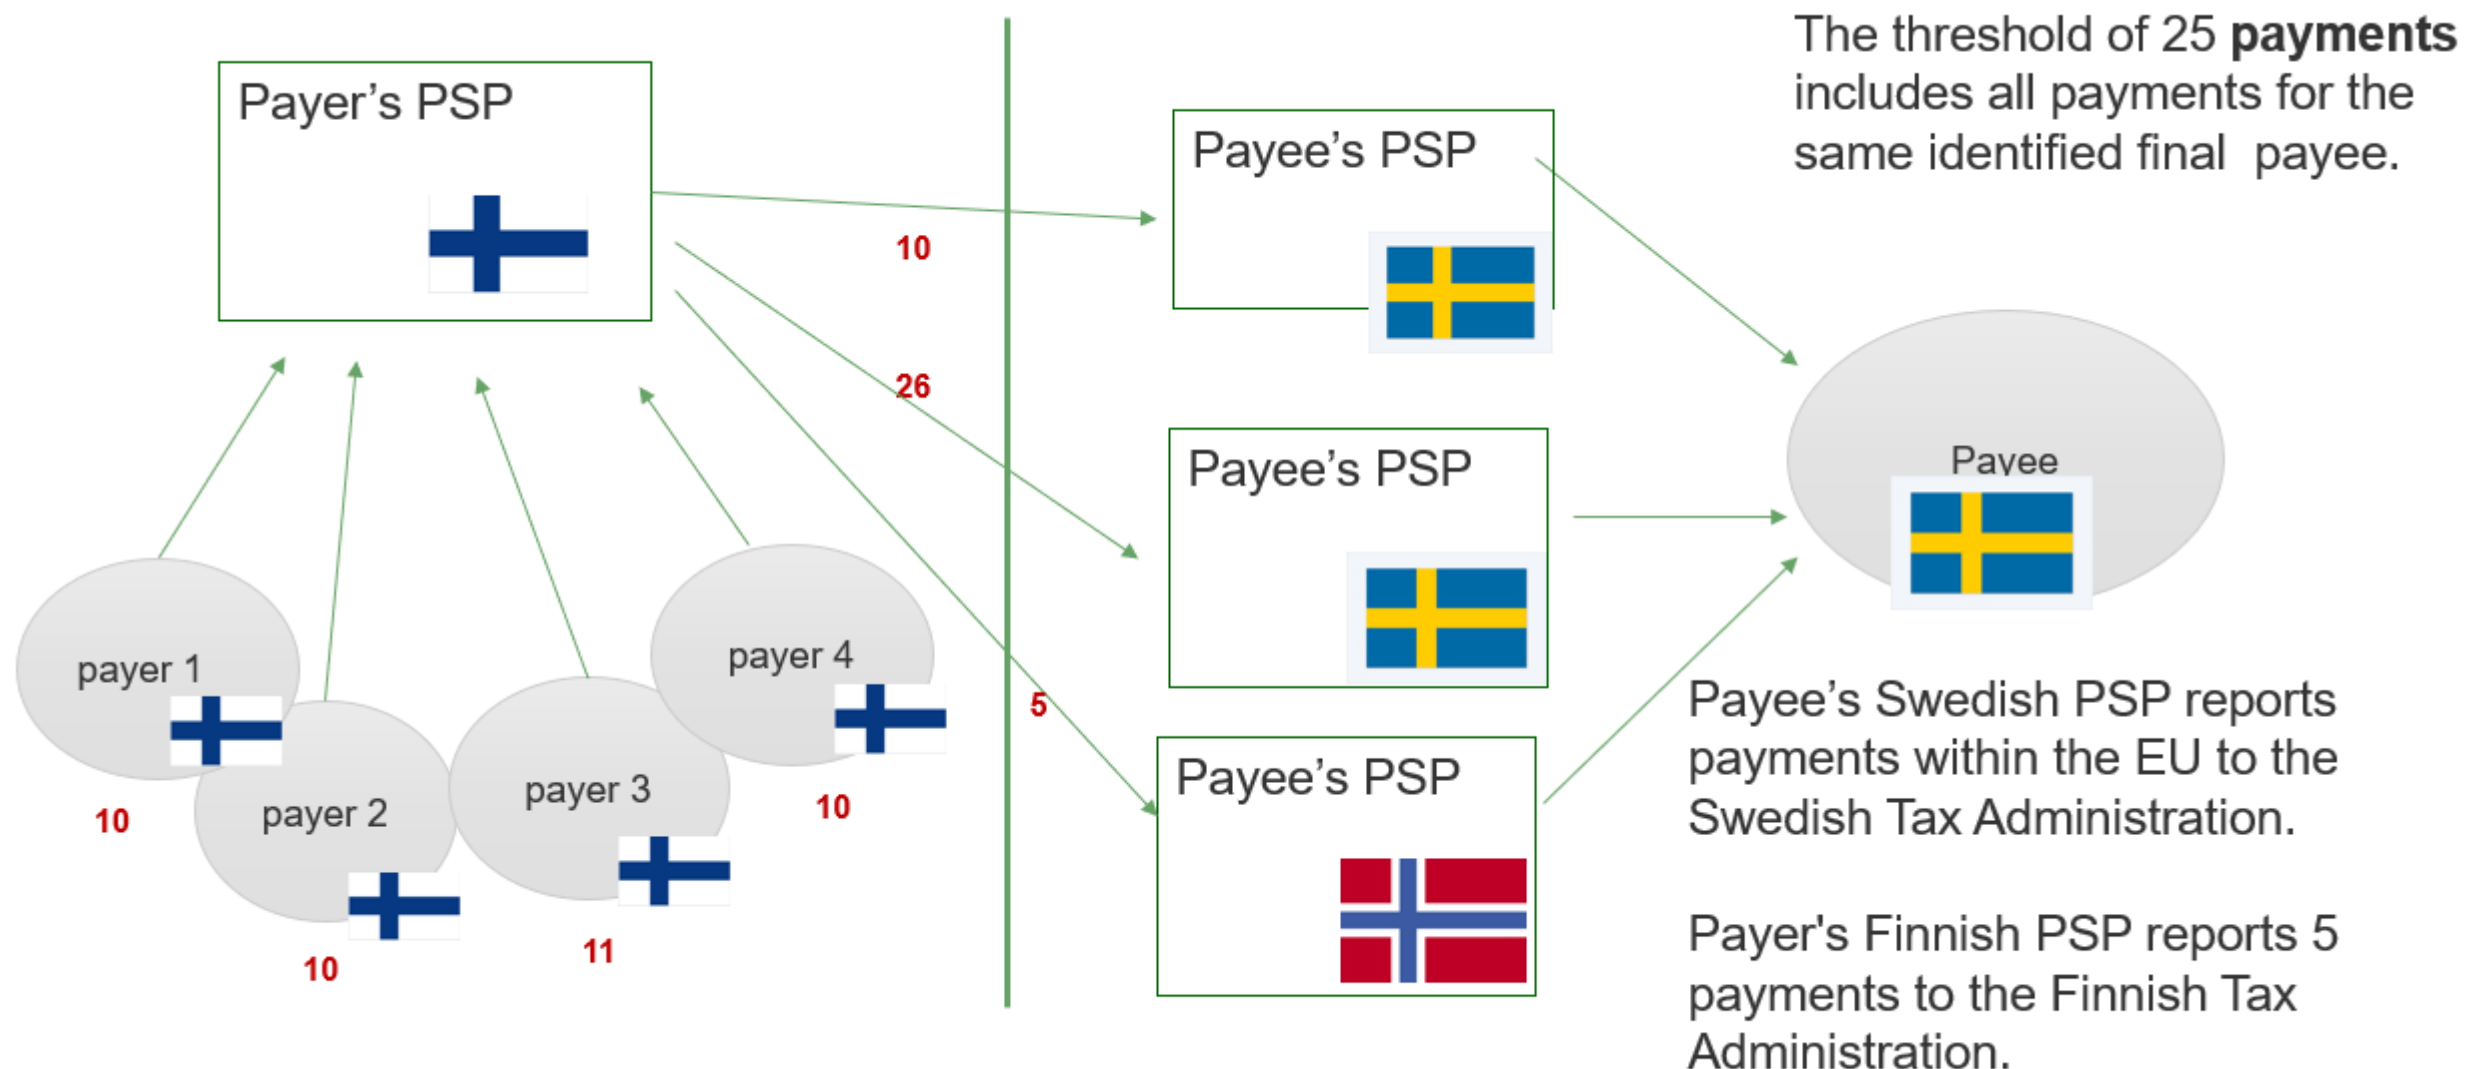 The threshold of 25 payments
includes all payments for the
same identified final payee.
Payer's PSP
Payee's PSP
10
26
Payee's PSP
Payee
5
Payee's PSP
payer 1
payer 2
payer 3
payer 4
10
10
11
10
Payee's Swedish PSP reports
payments within the EU to the
Swedish Tax Administration.
Payer's Finnish PSP reports 5
payments to the Finnish Tax
Administration.